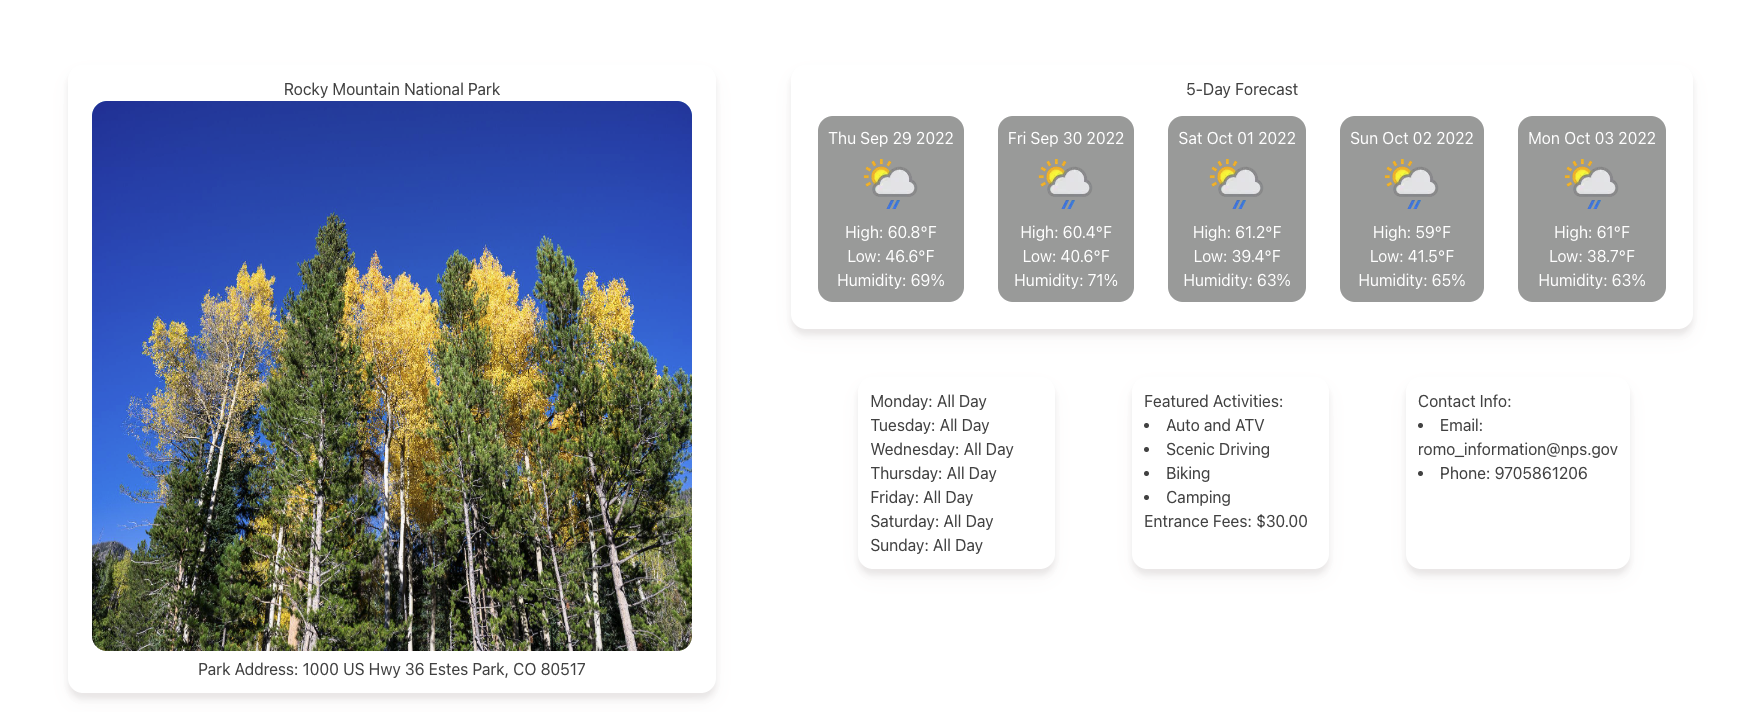 Rocky Mountain National Park
Park Address: 1000 US Hwy 36 Estes Park, CO 80517
5-Day Forecast
Thu Sep 29 2022
High: 60.8°F
Low: 46.6°F
Humidity: 69%
Fri Sep 30 2022
High: 60.4°F
Low: 40.6°F
Humidity: 71%
Sat Oct 01 2022
High: 61.2°F
Low: 39.4°F
Humidity: 63%
Sun Oct 02 2022
High: 59°F
Low: 41.5°F
Humidity: 65%
Mon Oct 03 2022
High: 61°F
Low: 38.7°F
Humidity: 63%
Monday: All Day
Tuesday: All Day
Wednesday: All Day
Thursday: All Day
Friday: All Day
Saturday: All Day
Sunday: All Day
Featured Activities:
• Auto and ATV
• Scenic Driving
• Biking
• Camping
Entrance Fees: $30.00
Contact Info:
• Email:
romo_information@nps.gov
• Phone: 9705861206